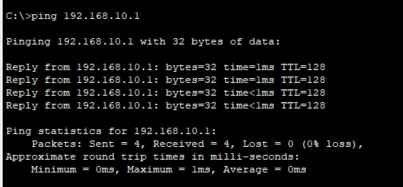 C:\>ping 192.168.10.1
Pinging 192.168.10.1 with 32 bytes of data:
Reply from 192.168.10.1: bytes=32 time=1ms TTL=128
Reply from 192.168.10.1: bytes=32 time=1ms TTL=128
Reply from 192.168.10.1: bytes=32 time<1ms TTL=128
Reply from 192.168.10.1: bytes=32 time<1ms TTL=128
Ping statistics for 192.168.10.1:
    Packets: Sent = 4, Received = 4, Lost = 0 (0% loss),
Approximate round trip times in milli-seconds:
    Minimum = 0ms, Maximum = 1ms, Average = 0ms